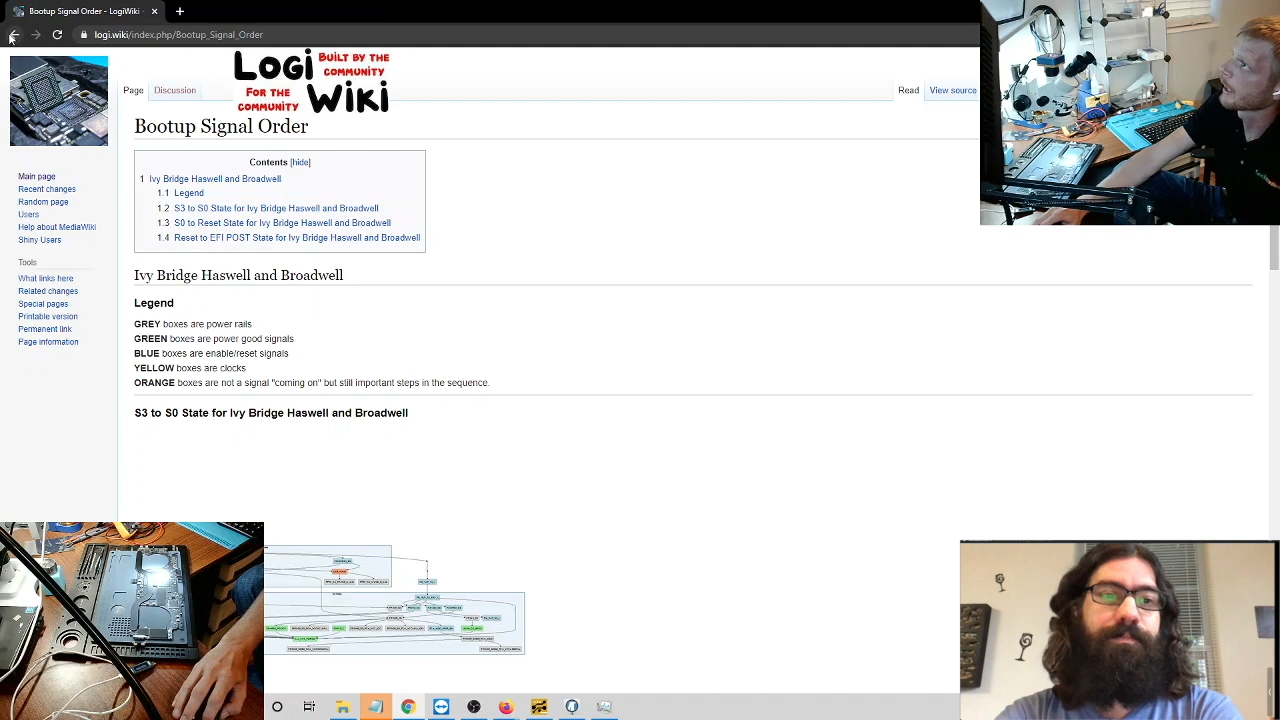 Bootup Signal Order - LogiWiki
logi.wiki/index.php/Bootup_Signal_Order
LOGI WIKI
BUILT BY THE COMMUNITY
FOR THE COMMUNITY
Page
Discussion
Read
View source
Bootup Signal Order
Contents [hide]
1 Ivy Bridge Haswell and Broadwell
1.1 Legend
1.2 S3 to S0 State for Ivy Bridge Haswell and Broadwell
1.3 S0 to Reset State for Ivy Bridge Haswell and Broadwell
1.4 Reset to EFI POST State for Ivy Bridge Haswell and Broadwell
Main page
Recent changes
Random page
Users
Help about MediaWiki
Shiny Users
Tools
What links here
Related changes
Special pages
Printable version
Permanent link
Page information
Ivy Bridge Haswell and Broadwell
Legend
GREY boxes are power rails
GREEN boxes are power good signals
BLUE boxes are enable/reset signals
YELLOW boxes are clocks
ORANGE boxes are not a signal "coming on" but still important steps in the sequence.
S3 to S0 State for Ivy Bridge Haswell and Broadwell